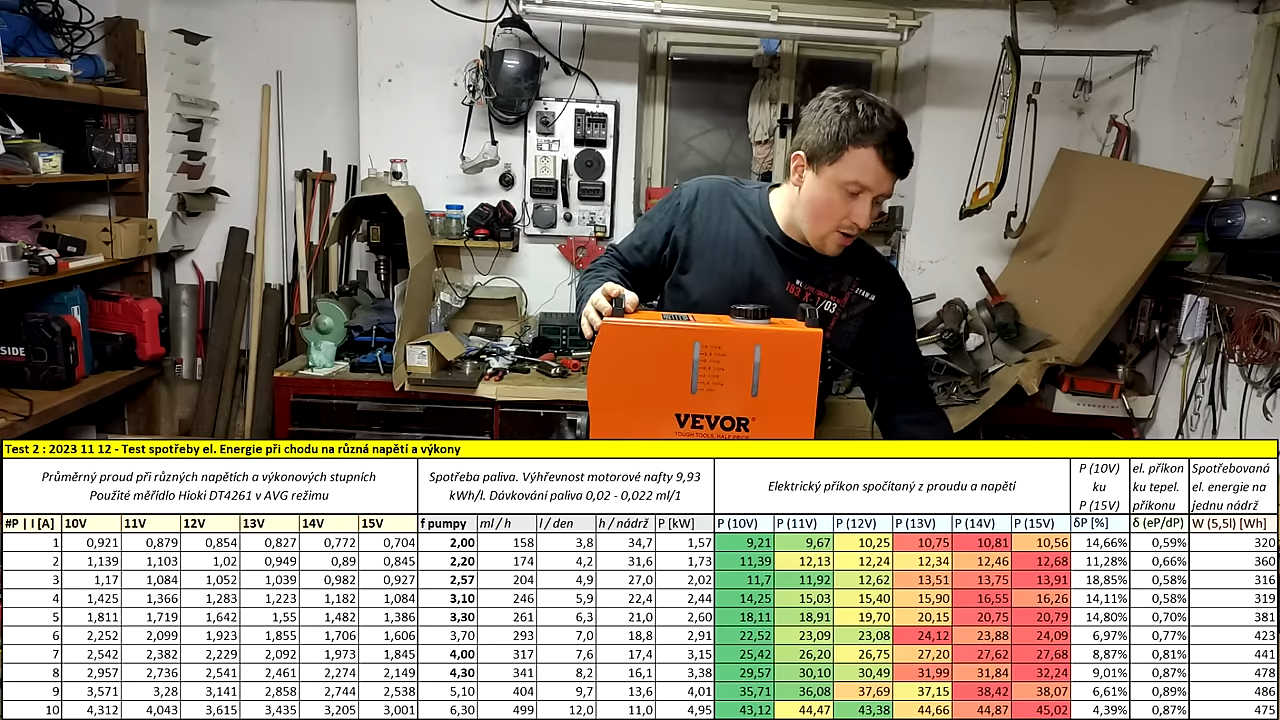 SIDE
193 X-1/03
VEVOR
TOUGH TOOLS, HALF PRICE
Test 2 : 2023 11 12 - Test spotřeby el. Energie při chodu na různá napětí a výkony
Průměrný proud při různých napětích a výkonových stupních
Použité měřídlo Hioki DT4261 v AVG režimu
Spotřeba paliva. Výhřevnost motorové nafty 9,93
kWh/l. Dávkování paliva 0,02 - 0,022 ml/1
Elektrický příkon spočítaný z proudu a napětí
P (10V)
ku
P (15V)
el. příkon
ku tepel.
příkonu
Spotřebovaná
el. energie na
jednu nádrž
#P | I [A] 10V 11V 12V 13V 14V 15V f pumpy ml / h l / den h / nádrž P [kW] P (10V) P (11V) P (12V) P (13V) P (14V) P (15V) δP [%] δ (eP/dP) W (5,5l) [Wh]
1 0,921 0,879 0,854 0,827 0,772 0,704 2,00 158 3,8 34,7 1,57 9,21 9,67 10,25 10,75 10,81 10,56 14,66% 0,59% 320
2 1,139 1,103 1,02 0,949 0,89 0,845 2,20 174 4,2 31,6 1,73 11,39 12,13 12,24 12,34 12,46 12,68 11,28% 0,66% 360
3 1,17 1,084 1,052 1,039 0,982 0,927 2,57 204 4,9 27,0 2,02 11,7 11,92 12,62 13,51 13,75 13,91 18,85% 0,58% 316
4 1,425 1,366 1,283 1,223 1,182 1,084 3,10 246 5,9 22,4 2,44 14,25 15,03 15,40 15,90 16,55 16,26 14,11% 0,58% 319
5 1,811 1,719 1,642 1,55 1,482 1,386 3,30 261 6,3 21,0 2,60 18,11 18,91 19,70 20,15 20,75 20,79 14,80% 0,70% 381
6 2,252 2,099 1,923 1,855 1,706 1,606 3,70 293 7,0 18,8 2,91 22,52 23,09 23,08 24,12 23,88 24,09 6,97% 0,77% 423
7 2,542 2,382 2,229 2,092 1,973 1,845 4,00 317 7,6 17,4 3,15 25,42 26,20 26,75 27,20 27,62 27,68 8,87% 0,81% 441
8 2,957 2,736 2,541 2,461 2,274 2,149 4,30 341 8,2 16,1 3,38 29,57 30,10 30,49 31,99 31,84 32,24 9,01% 0,87% 478
9 3,571 3,28 3,141 2,858 2,744 2,538 5,10 404 9,7 13,6 4,01 35,71 36,08 37,69 37,15 38,42 38,07 6,61% 0,89% 486
10 4,312 4,043 3,615 3,435 3,205 3,001 6,30 499 12,0 11,0 4,95 43,12 44,47 43,38 44,66 44,87 45,02 4,39% 0,87% 475